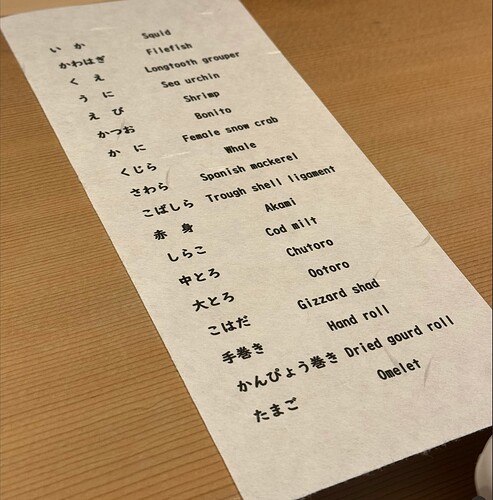 いか Squid
かわはぎ Filefish
くえ Longtooth grouper
うに Sea urchin
えび Shrimp
かつお Bonito
かに Female snow crab
くじら Whale
さわら Spanish mackerel
こばしら Trough shell ligament
赤身 Akami
しらこ Cod milt
中とろ Chutoro
大とろ Ootoro
こはだ Gizzard shad
手巻き Hand roll
かんぴょう巻き Dried gourd roll
たまご Omelet